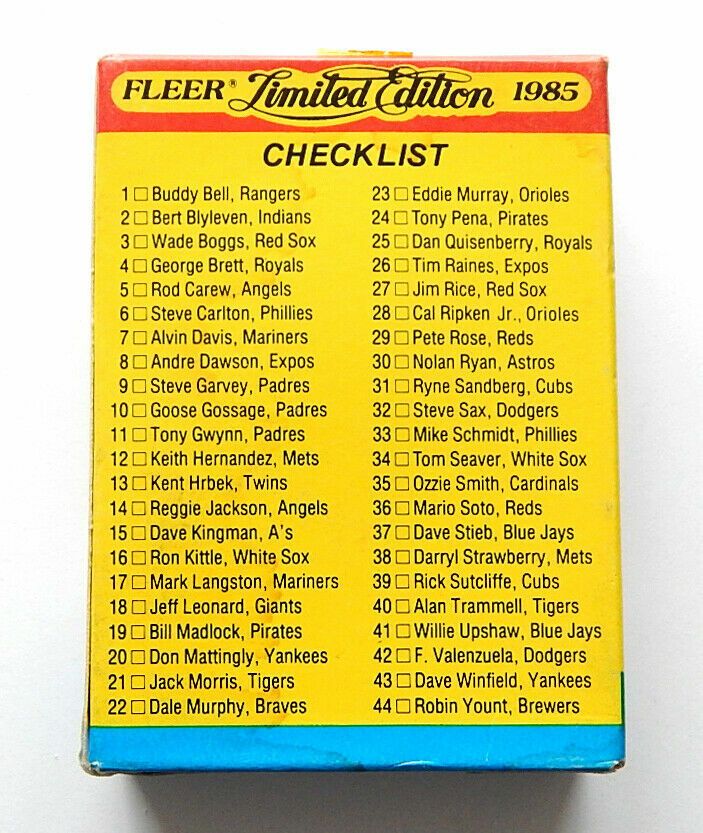 FLEER® Limited Edition 1985
CHECKLIST
1 □ Buddy Bell, Rangers
2 □ Bert Blyleven, Indians
3 □ Wade Boggs, Red Sox
4 □ George Brett, Royals
5 □ Rod Carew, Angels
6 □ Steve Carlton, Phillies
7 □ Alvin Davis, Mariners
8 □ Andre Dawson, Expos
9 □ Steve Garvey, Padres
10 □ Goose Gossage, Padres
11 □ Tony Gwynn, Padres
12 □ Keith Hernandez, Mets
13 □ Kent Hrbek, Twins
14 □ Reggie Jackson, Angels
15 □ Dave Kingman, A's
16 □ Ron Kittle, White Sox
17 □ Mark Langston, Mariners
18 □ Jeff Leonard, Giants
19 □ Bill Madlock, Pirates
20 □ Don Mattingly, Yankees
21 □ Jack Morris, Tigers
22 □ Dale Murphy, Braves
23 □ Eddie Murray, Orioles
24 □ Tony Pena, Pirates
25 □ Dan Quisenberry, Royals
26 □ Tim Raines, Expos
27 □ Jim Rice, Red Sox
28 □ Cal Ripken Jr., Orioles
29 □ Pete Rose, Reds
30 □ Nolan Ryan, Astros
31 □ Ryne Sandberg, Cubs
32 □ Steve Sax, Dodgers
33 □ Mike Schmidt, Phillies
34 □ Tom Seaver, White Sox
35 □ Ozzie Smith, Cardinals
36 □ Mario Soto, Reds
37 □ Dave Stieb, Blue Jays
38 □ Darryl Strawberry, Mets
39 □ Rick Sutcliffe, Cubs
40 □ Alan Trammell, Tigers
41 □ Willie Upshaw, Blue Jays
42 □ F. Valenzuela, Dodgers
43 □ Dave Winfield, Yankees
44 □ Robin Yount, Brewers